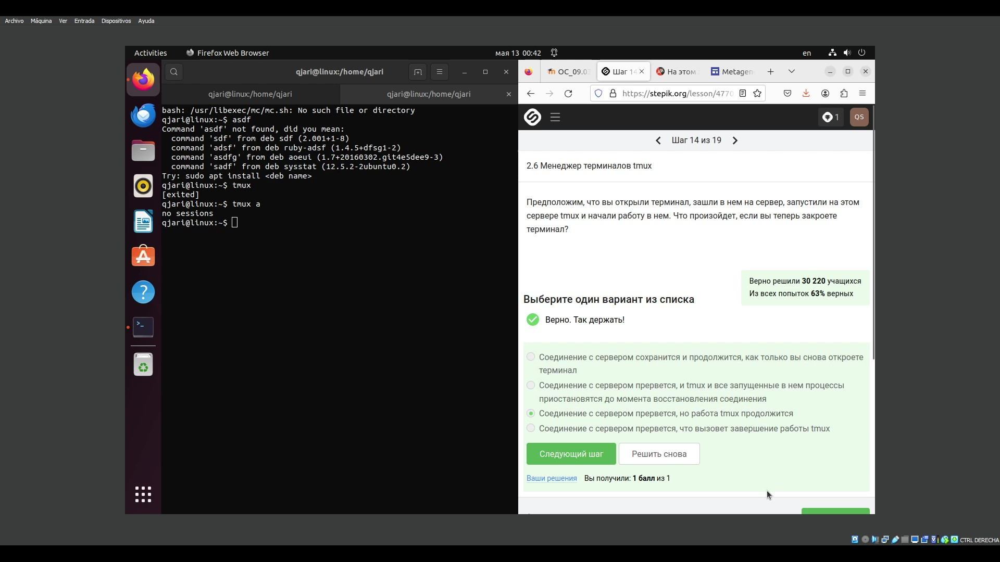 Archivo Máquina Ver Entrada Dispositivos Ayuda
Activities Firefox Web Browser мая 13 00:42 en
qjari@linux:/home/qjari
qjari@linux:/home/qjari qjari@linux:/home/qjari
bash: /usr/libexec/mc/mc.sh: No such file or directory
qjari@linux:~$ asdf
Command 'asdf' not found, did you mean:
command 'sdf' from deb sdf (2.001+1-8)
command 'adsf' from deb ruby-adsf (1.4.5+dfsg1-2)
command 'asdfg' from deb aoeui (1.7+20160302.git4e5dee9-3)
command 'sadf' from deb sysstat (12.5.2-2ubuntu0.2)
Try: sudo apt install <deb name>
qjari@linux:~$ tmux
[exited]
qjari@linux:~$ tmux a
no sessions
qjari@linux:~$
ОС_09.0 Шаг 14 На этом Metagen
https://stepik.org/lesson/4770
1 QS
Шаг 14 из 19
2.6 Менеджер терминалов tmux
Предположим, что вы открыли терминал, зашли в нем на сервер, запустили на этом
сервере tmux и начали работу в нем. Что произойдет, если вы теперь закроете
терминал?
Верно решили 30 220 учащихся
Из всех попыток 63% верных
Выберите один вариант из списка
Верно. Так держать!
Соединение с сервером сохранится и продолжится, как только вы снова откроете
терминал
Соединение с сервером прервется, и tmux и все запущенные в нем процессы
приостановятся до момента восстановления соединения
Соединение с сервером прервется, но работа tmux продолжится
Соединение с сервером прервется, что вызовет завершение работы tmux
Следующий шаг Решить снова
Ваши решения Вы получили: 1 балл из 1
CTRL DERECHA